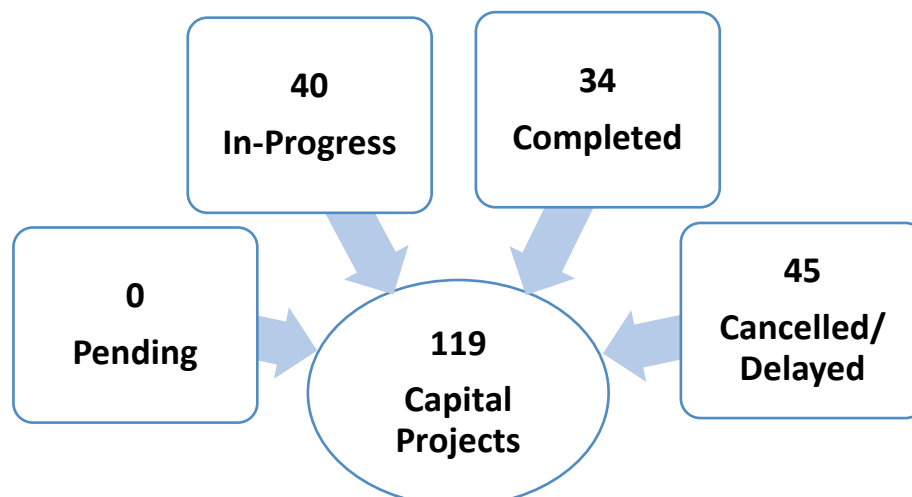 40
In-Progress
34
Completed
0
Pending
45
Cancelled/
Delayed
119
Capital
Projects